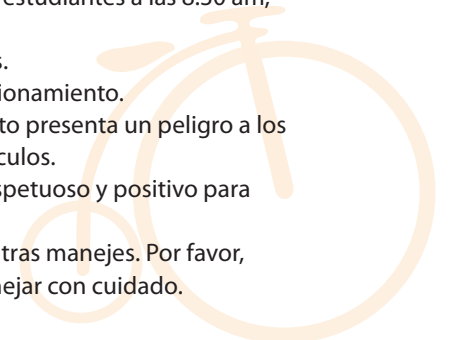 estudiantes a las 8:30 am,
s.
ionamiento.
to presenta un peligro a los
culos.
spetuoso y positivo para
tras manejes. Por favor,
nejar con cuidado.